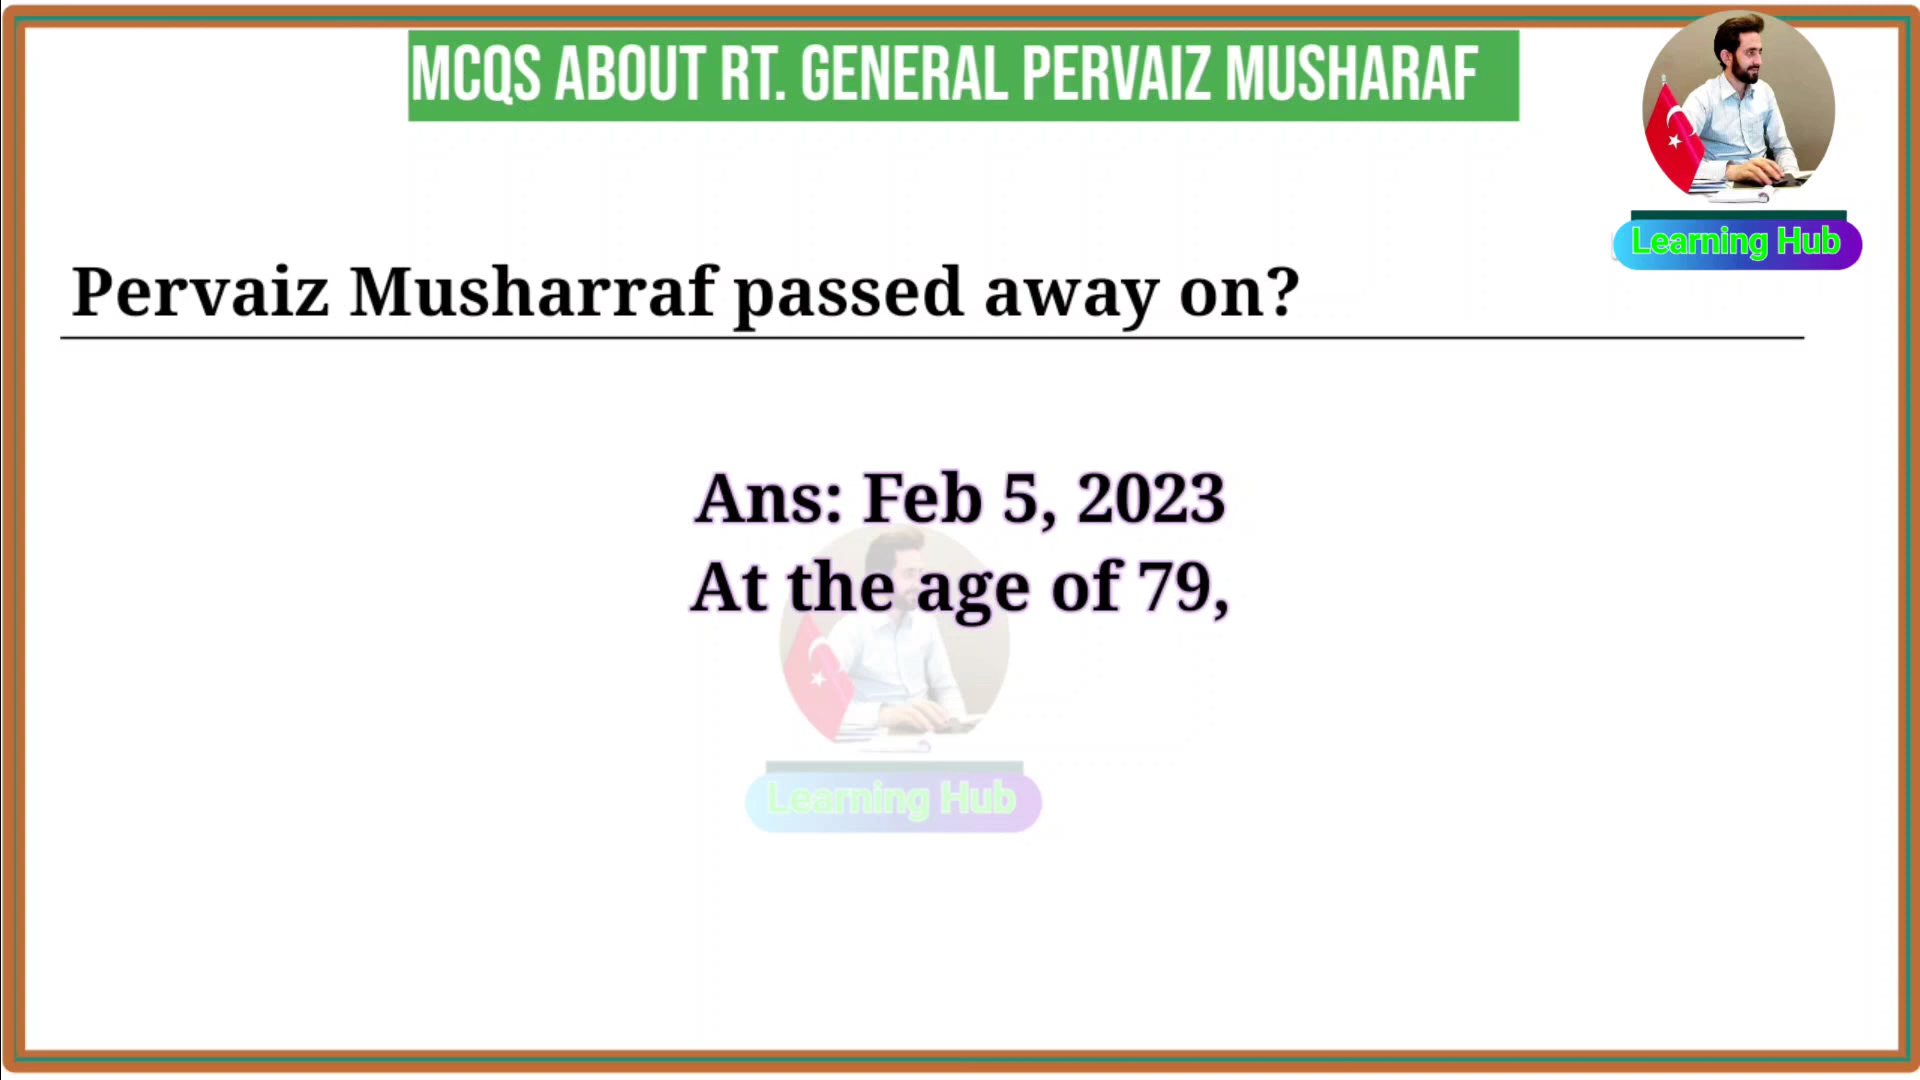 MCQS ABOUT RT. GENERAL PERVAIZ MUSHARAF
Learning Hub
Pervaiz Musharraf passed away on?
Ans: Feb 5, 2023
At the age of 79,
Learning Hub